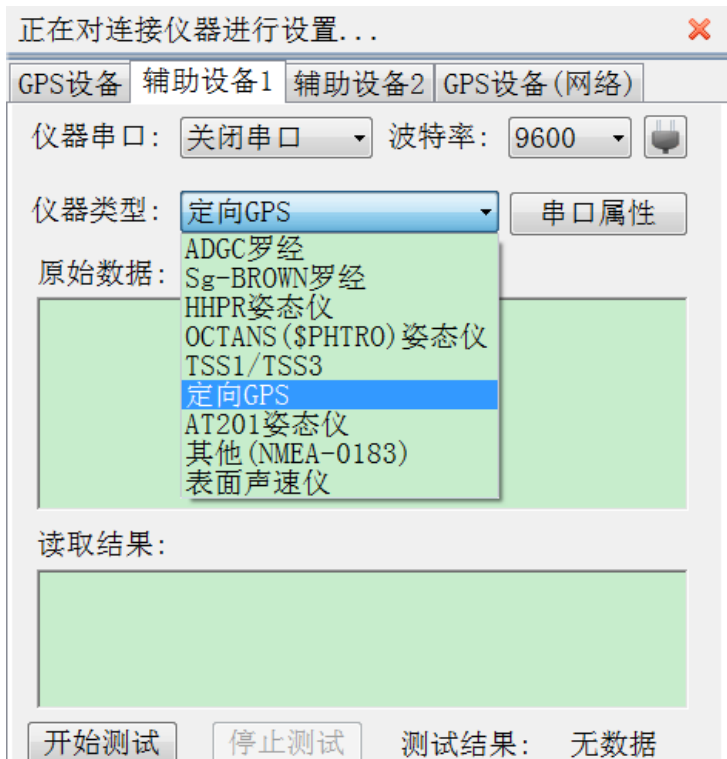 正在对连接仪器进行设置...
GPS设备 辅助设备1 辅助设备2 GPS设备(网络)
仪器串口: 关闭串口 波特率: 9600
仪器类型: 定向GPS 串口属性
ADGC罗经
原始数据:
Sg-BROWN罗经
HHPR姿态仪
OCTANS($PHTRO)姿态仪
TSS1/TSS3
定向GPS
AT201姿态仪
其他(NMEA-0183)
表面声速仪
读取结果:
开始测试 停止测试 测试结果: 无数据